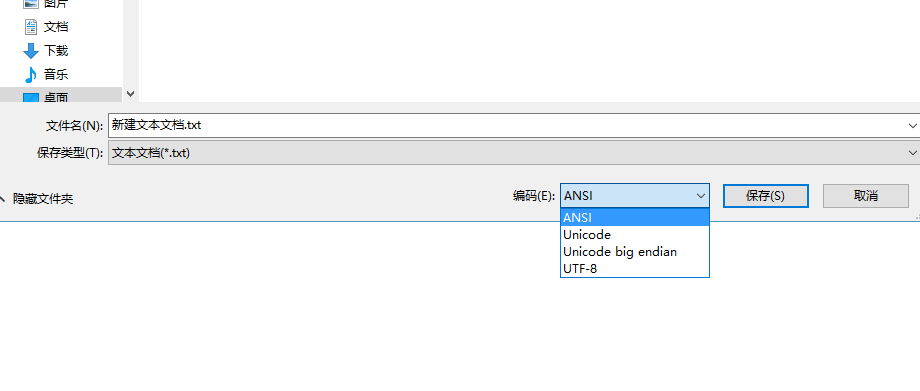 图片
文档
下载
音乐
桌面
文件名(N): 新建文本文档.txt
保存类型(T): 文本文档(*.txt)
隐藏文件夹 编码(E): ANSI 保存(S) 取消
ANSI
Unicode
Unicode big endian
UTF-8